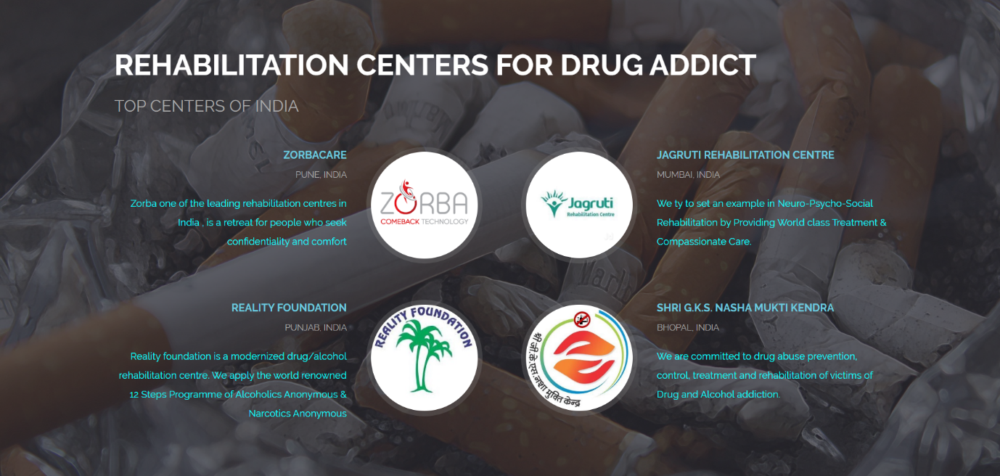 REHABILITATION CENTERS FOR DRUG ADDICT
TOP CENTERS OF INDIA
ZORBACARE
PUNE, INDIA
Zorba one of the leading rehabilitation centres in
India , is a retreat for people who seek
confidentiality and comfort
ZORBA
COMEBACK TECHNOLOGY
Jagruti
Rehabilitation Centre
JAGRUTI REHABILITATION CENTRE
MUMBAI, INDIA
We ty to set an example in Neuro-Psycho-Social
Rehabilitation by Providing World class Treatment &
Compassionate Care.
REALITY FOUNDATION
PUNJAB, INDIA
Reality foundation is a modernized drug/alcohol
rehabilitation centre. We apply the world renowned
12 Steps Programme of Alcoholics Anonymous &
Narcotics Anonymous
REALITY FOUNDATION
श्री.जी.के.एस.नशा मुक्ति केन्द्र
SHRI G.K.S. NASHA MUKTI KENDRA
BHOPAL, INDIA
We are committed to drug abuse prevention,
control, treatment and rehabilitation of victims of
Drug and Alcohol addiction.